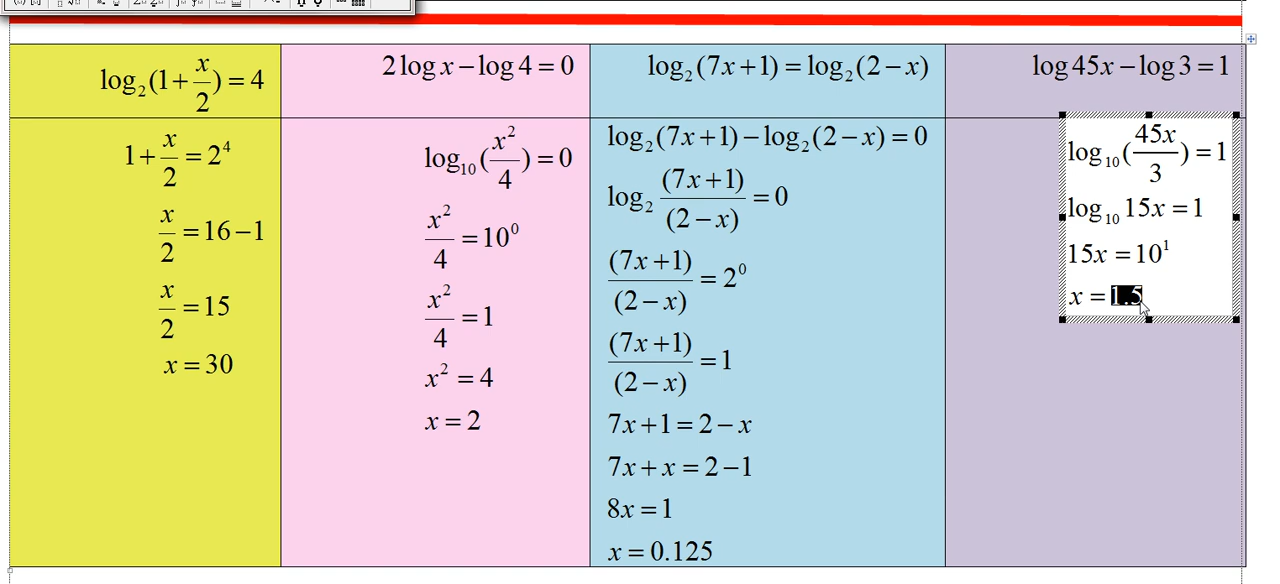 log₂(1+x/2)=4
2log x−log 4=0
log₂(7x+1)=log₂(2−x)
log 45x−log 3=1
1+x/2=2⁴
x/2=16−1
x/2=15
x=30
log₁₀(x²/4)=0
x²/4=10⁰
x²/4=1
x²=4
x=2
log₂(7x+1)−log₂(2−x)=0
log₂ (7x+1)/(2−x)=0
(7x+1)/(2−x)=2⁰
(7x+1)/(2−x)=1
7x+1=2−x
7x+x=2−1
8x=1
x=0.125
log₁₀(45x/3)=1
log₁₀ 15x=1
15x=10¹
x=1.5